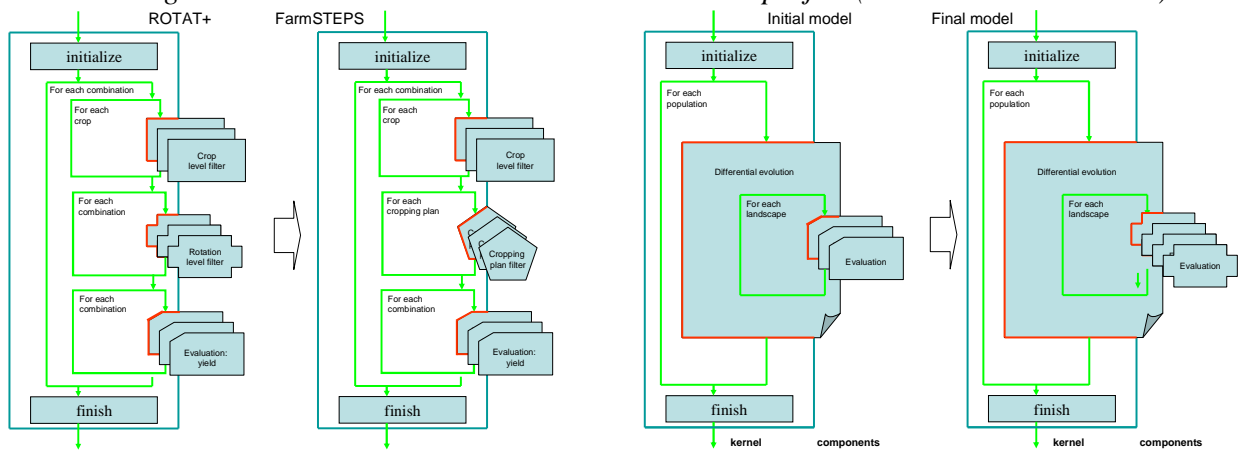 ROTAT+
initialize
For each combination
For each
crop
Crop
level filter
For each
combination
Rotation
level filter
For each
combination
Evaluation:
yield
finish
FarmSTEPS
initialize
For each combination
For each
crop
Crop
level filter
For each
cropping plan
Cropping
plan filter
For each
combination
Evaluation:
yield
finish
Initial model
initialize
For each
population
Differential evolution
For each
landscape
Evaluation
finish
kernel components
Final model
initialize
For each
population
Differential evolution
For each
landscape
Evaluation
finish
kernel components